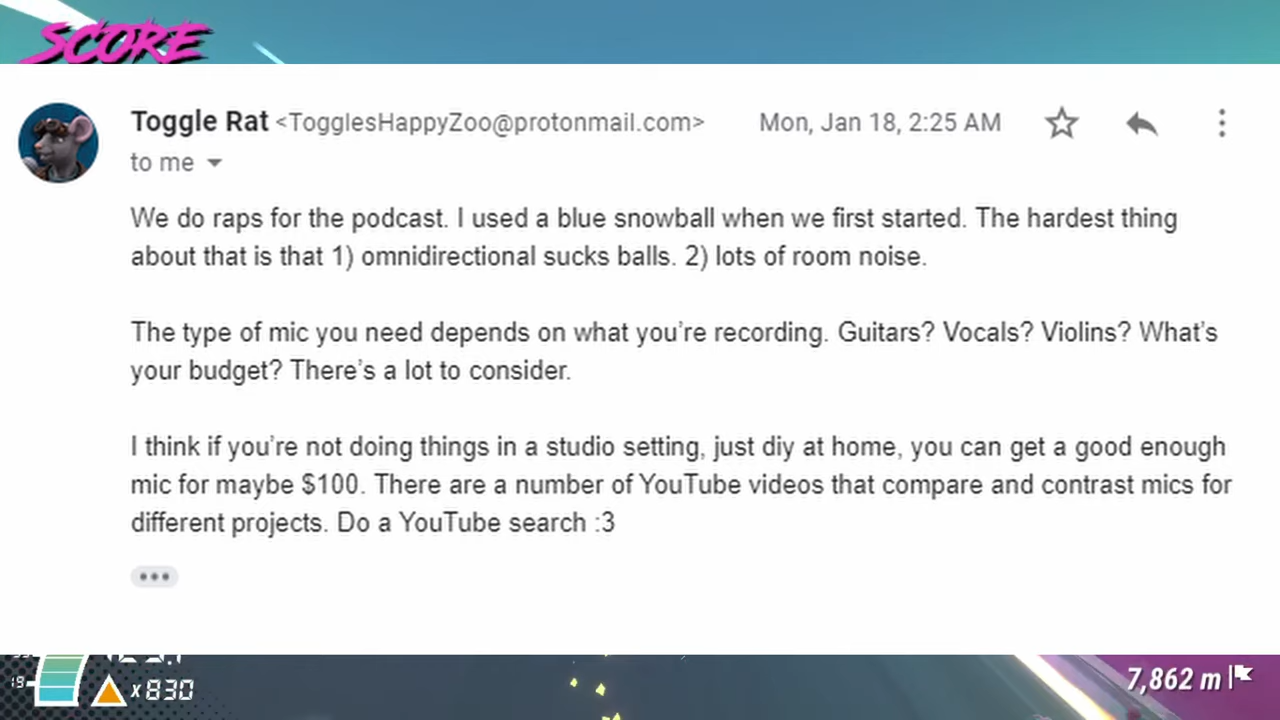 SCORE
Toggle Rat <TogglesHappyZoo@protonmail.com> Mon, Jan 18, 2:25 AM
to me
We do raps for the podcast. I used a blue snowball when we first started. The hardest thing
about that is that 1) omnidirectional sucks balls. 2) lots of room noise.
The type of mic you need depends on what you're recording. Guitars? Vocals? Violins? What's
your budget? There's a lot to consider.
I think if you're not doing things in a studio setting, just diy at home, you can get a good enough
mic for maybe $100. There are a number of YouTube videos that compare and contrast mics for
different projects. Do a YouTube search :3
19
x830
7,862 m